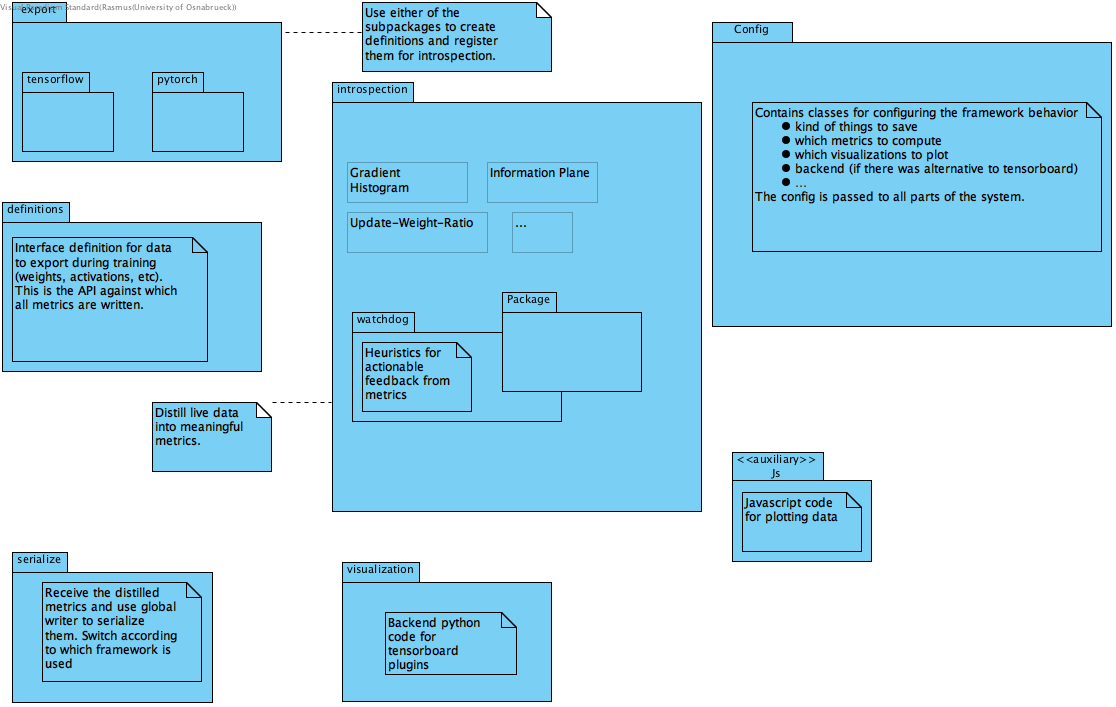 Visual Paradigm Standard(Rasmus(University of Osnabrueck))
export
tensorflow
pytorch
Use either of the
subpackages to create
definitions and register
them for introspection.
Config
Contains classes for configuring the framework behavior
● kind of things to save
● which metrics to compute
● which visualizations to plot
● backend (if there was alternative to tensorboard)
● ...
The config is passed to all parts of the system.
introspection
Gradient
Histogram
Information Plane
Update-Weight-Ratio
...
definitions
Interface definition for data
to export during training
(weights, activations, etc).
This is the API against which
all metrics are written.
Package
watchdog
Heuristics for
actionable
feedback from
metrics
Distill live data
into meaningful
metrics.
<<auxiliary>>
Js
Javascript code
for plotting data
serialize
Receive the distilled
metrics and use global
writer to serialize
them. Switch according
to which framework is
used
visualization
Backend python
code for
tensorboard
plugins